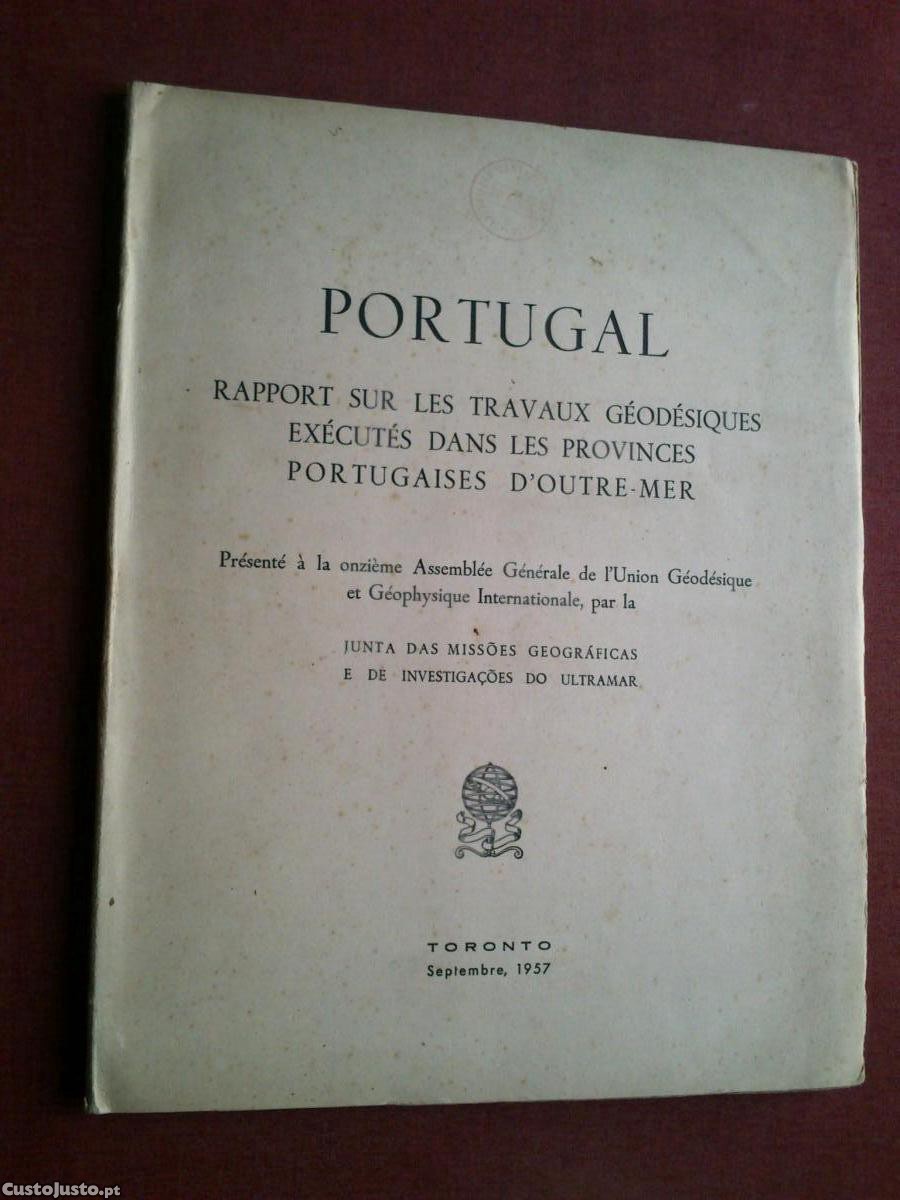 PORTUGAL
RAPPORT SUR LES TRAVAUX GÉODÉSIQUES
EXÉCUTÉS DANS LES PROVINCES
PORTUGAISES D'OUTRE-MER
Présenté à la onzième Assemblée Générale de l'Union Géodésique
et Géophysique Internationale, par la
JUNTA DAS MISSÕES GEOGRÁFICAS
E DE INVESTIGAÇÕES DO ULTRAMAR
TORONTO
Septembre, 1957
CustoJusto.pt